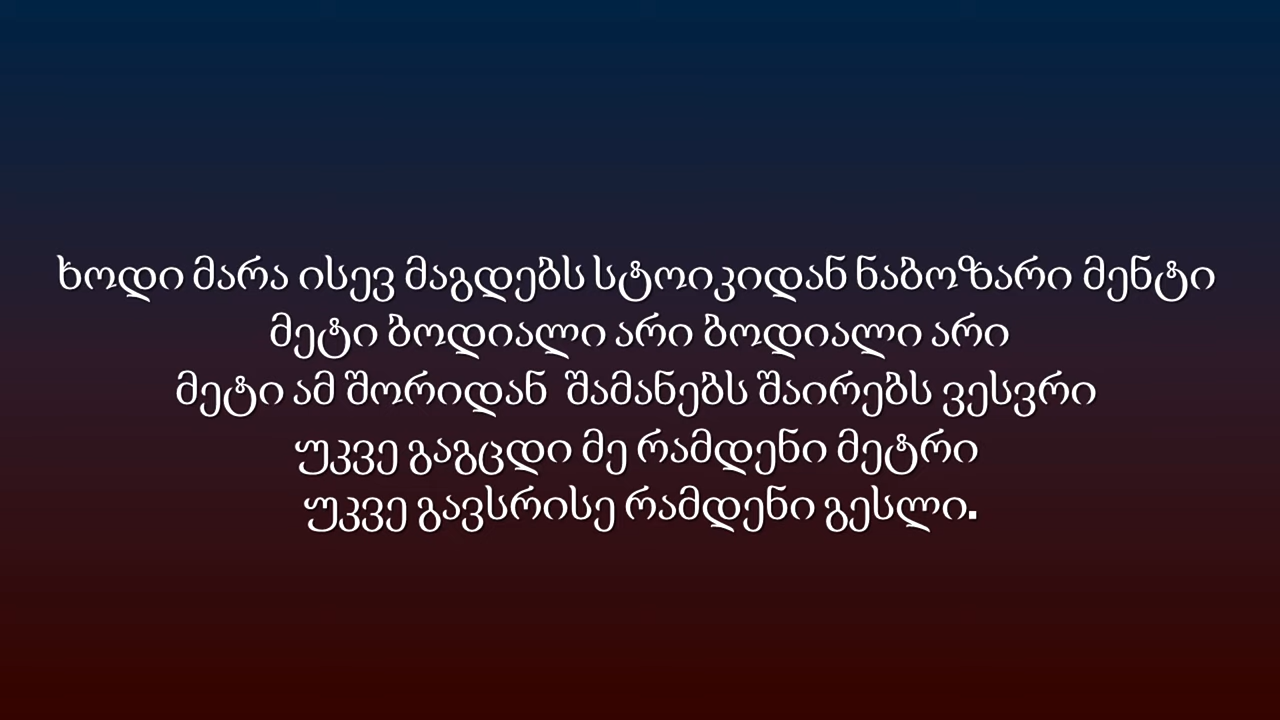 ხოდი მარა ისევ მაგდებს სტოიკიდან ნაბოზარი მენტი
მეტი ბოდიალი არი ბოდიალი არი
მეტი ამ შორიდან შამანებს შაირებს ვესვრი
უკვე გაგცდი მე რამდენი მეტრი
უკვე გავსრისე რამდენი გესლი.